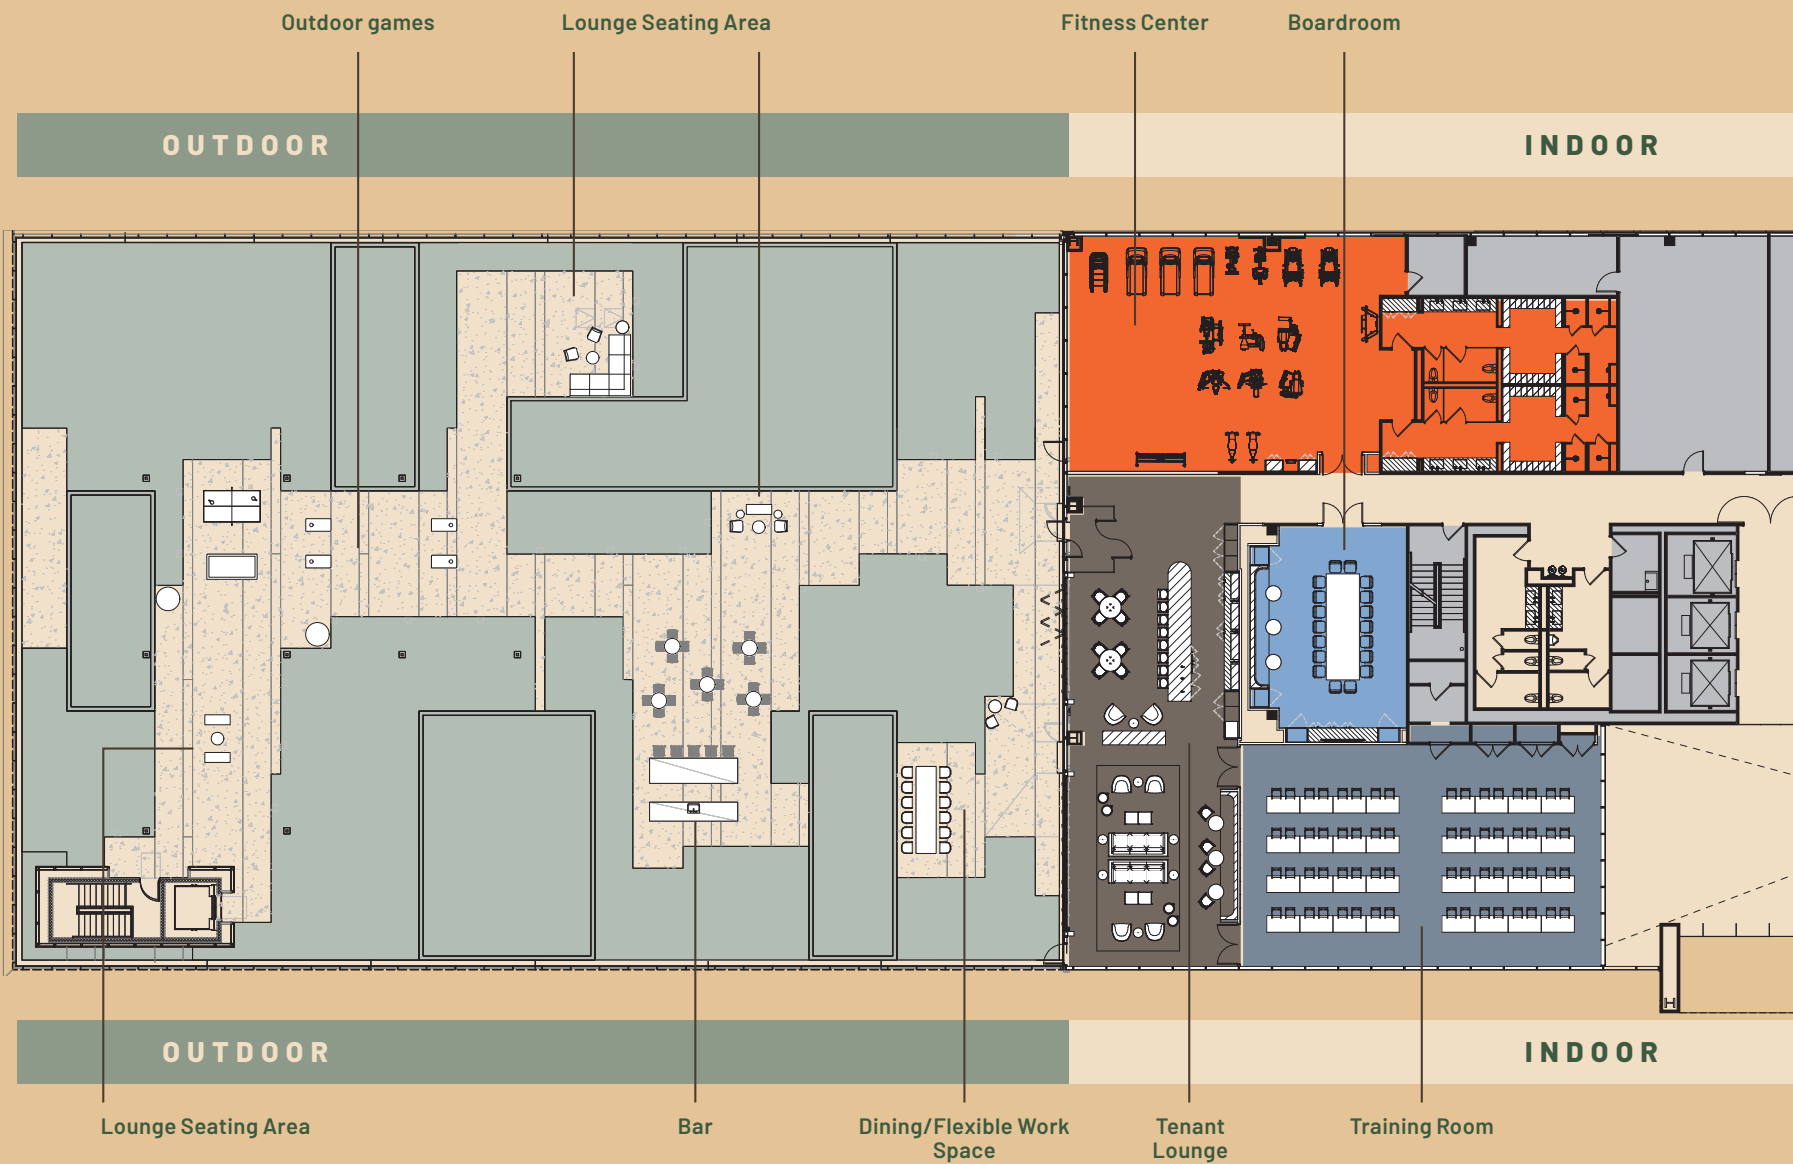 Outdoor games
Lounge Seating Area
Fitness Center
Boardroom
OUTDOOR
INDOOR
OUTDOOR
INDOOR
Lounge Seating Area
Bar
Dining/Flexible Work
Space
Tenant
Lounge
Training Room